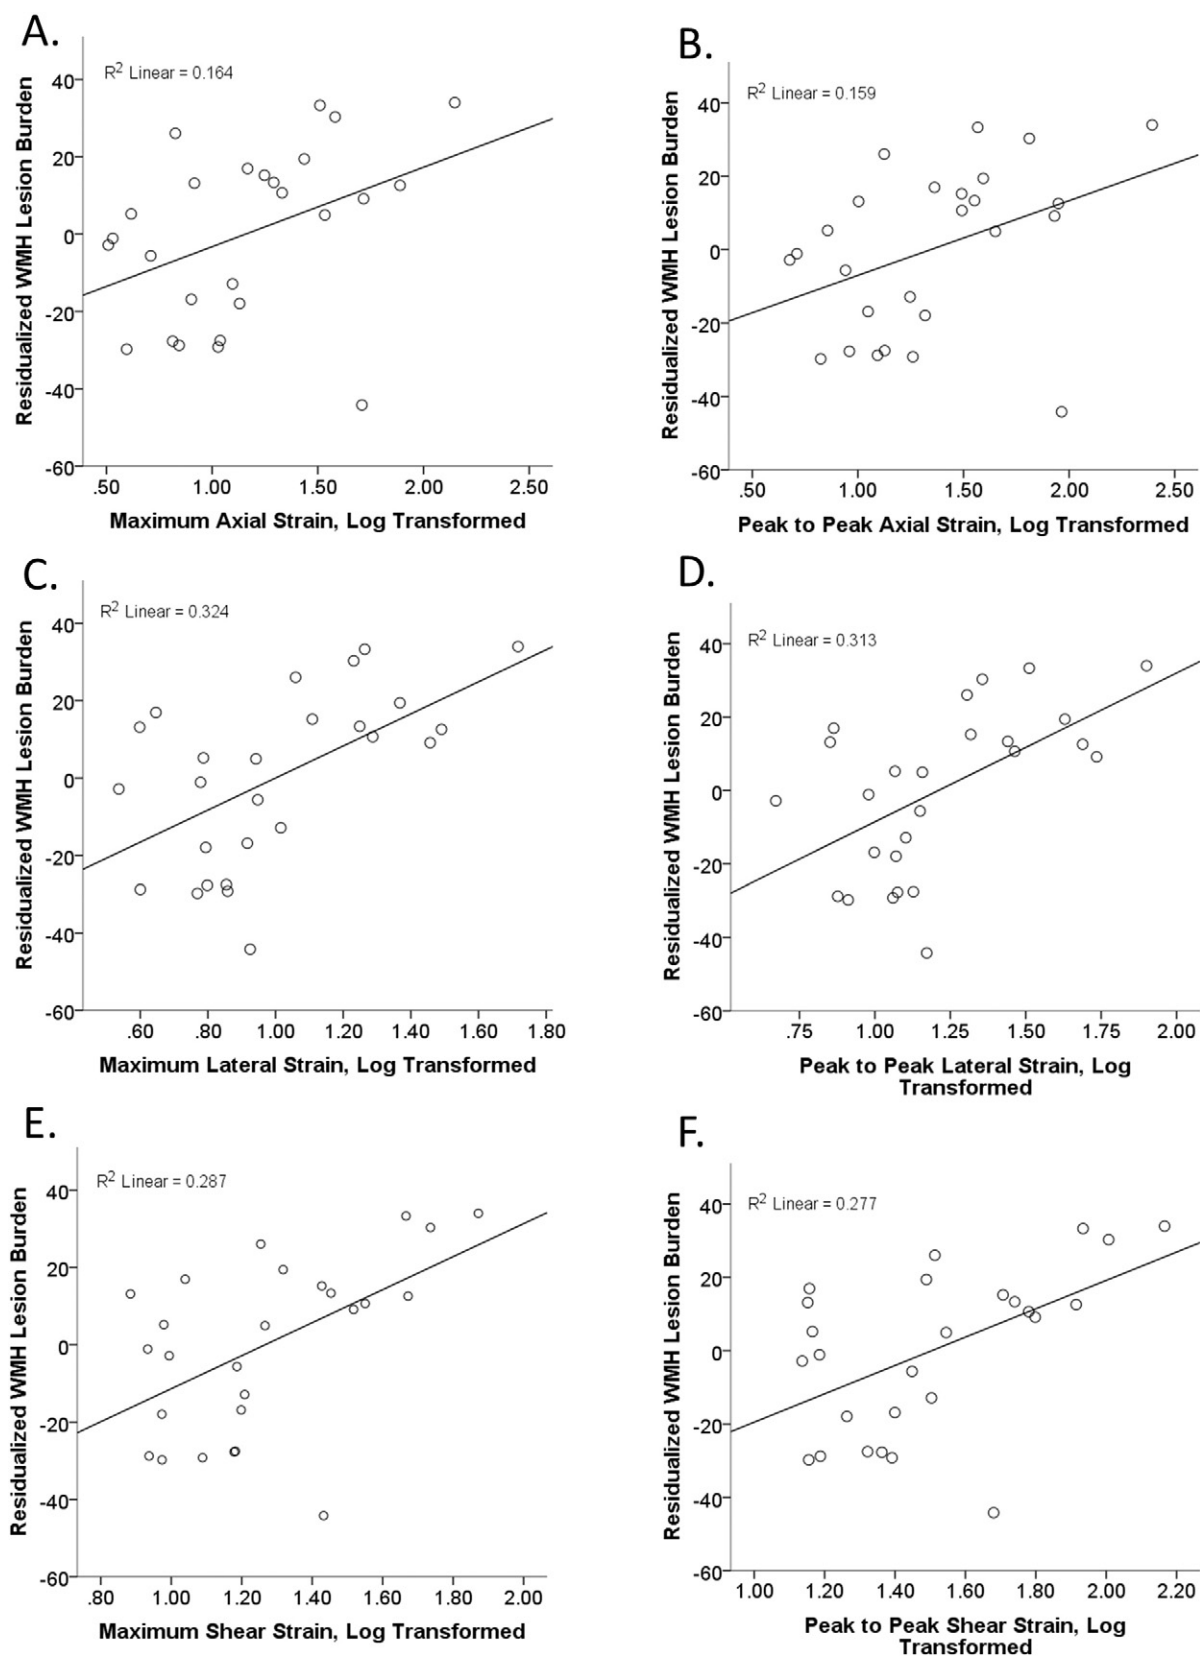 A.
R2 Linear = 0.164
Residualized WMH Lesion Burden
40
20
0
-20
-40
-60
.50 1.00 1.50 2.00 2.50
Maximum Axial Strain, Log Transformed
B.
R2 Linear = 0.159
Residualized WMH Lesion Burden
40
20
0
-20
-40
-60
.50 1.00 1.50 2.00 2.50
Peak to Peak Axial Strain, Log Transformed
C.
R2 Linear = 0.324
Residualized WMH Lesion Burden
40
20
0
-20
-40
-60
.60 .80 1.00 1.20 1.40 1.60 1.80
Maximum Lateral Strain, Log Transformed
D.
R2 Linear = 0.313
Residualized WMH Lesion Burden
40
20
0
-20
-40
-60
.75 1.00 1.25 1.50 1.75 2.00
Peak to Peak Lateral Strain, Log
Transformed
E.
R2 Linear = 0.287
Residualized WMH Lesion Burden
40
20
0
-20
-40
-60
.80 1.00 1.20 1.40 1.60 1.80 2.00
Maximum Shear Strain, Log Transformed
F.
R2 Linear = 0.277
Residualized WMH Lesion Burden
40
20
0
-20
-40
-60
1.00 1.20 1.40 1.60 1.80 2.00 2.20
Peak to Peak Shear Strain, Log
Transformed